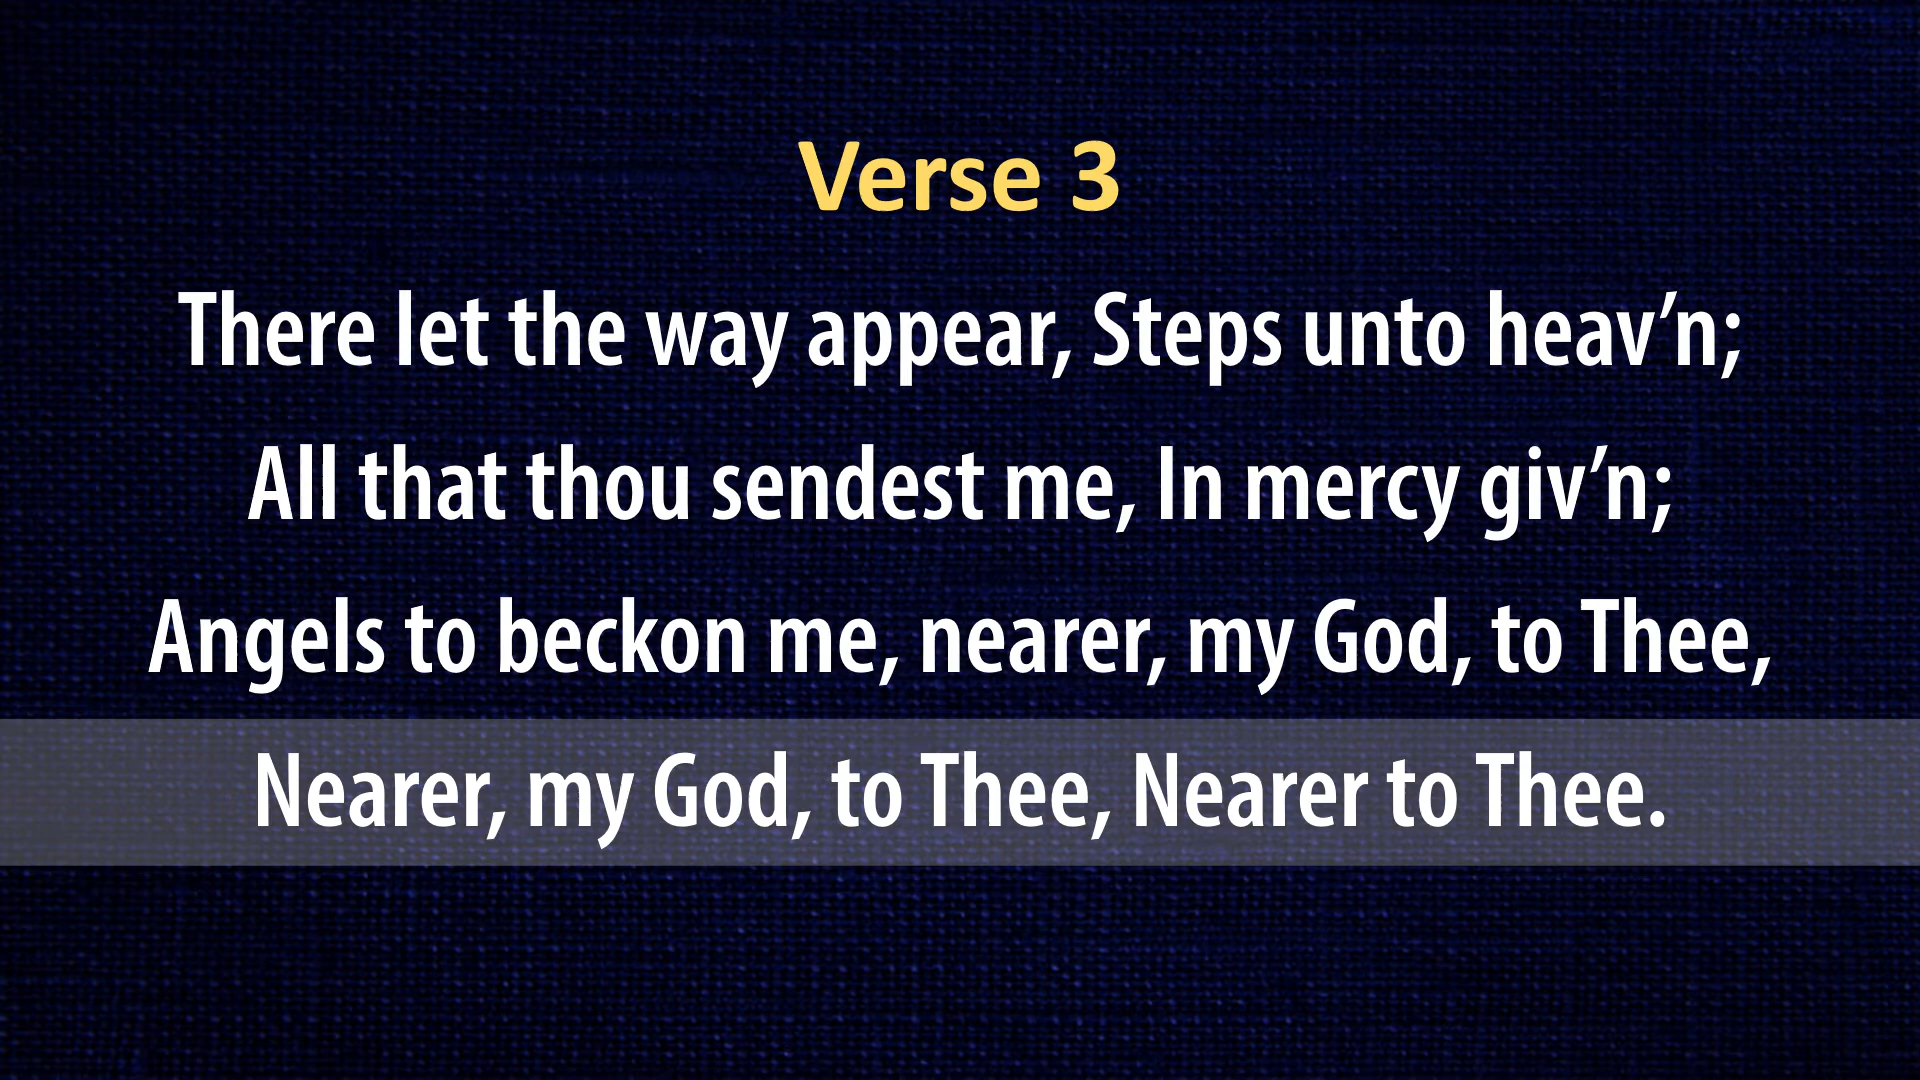 Verse 3
There let the way appear, Steps unto heav’n;
All that thou sendest me, In mercy giv’n;
Angels to beckon me, nearer, my God, to Thee,
Nearer, my God, to Thee, Nearer to Thee.